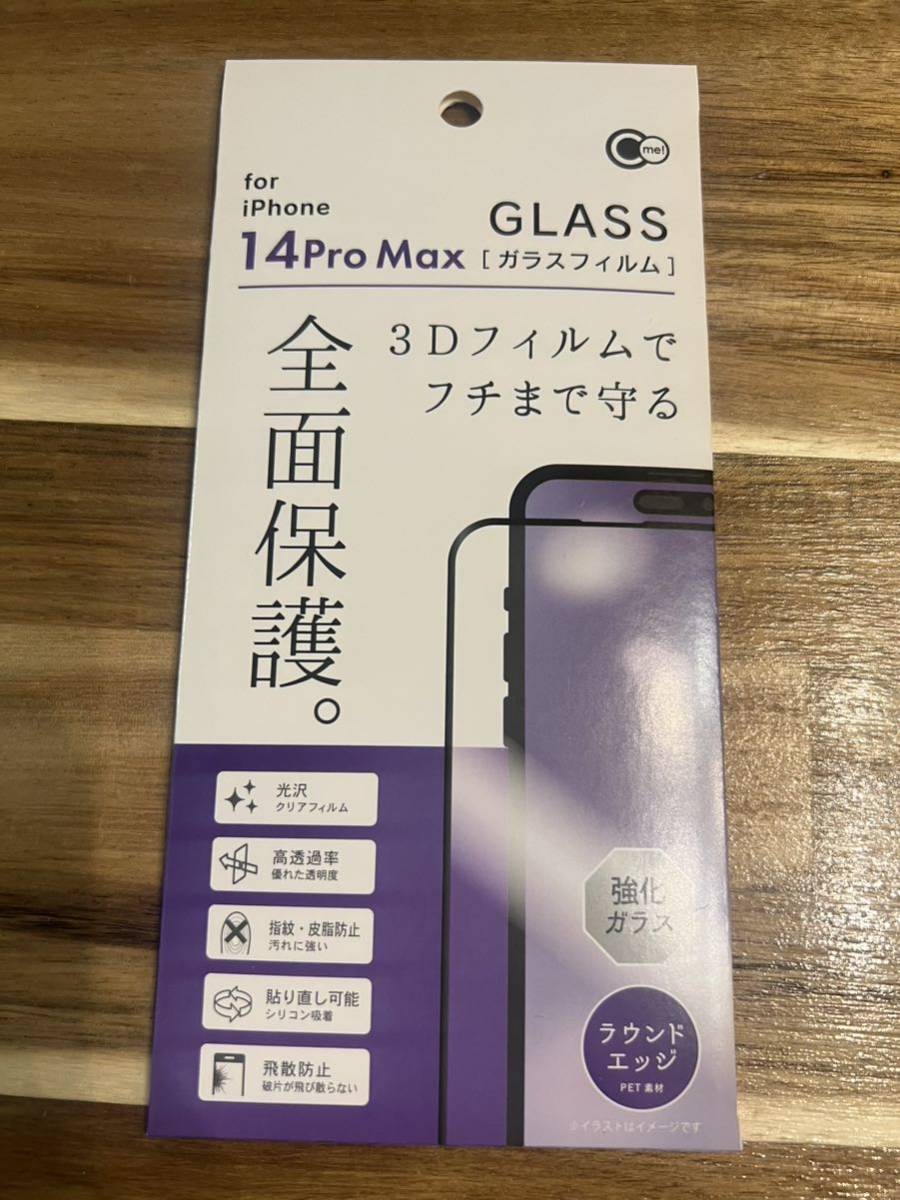 me!
for
iPhone
14Pro Max
GLASS
[ガラスフィルム]
全面保護。
3Dフィルムで
フチまで守る
光沢
クリアフィルム
高透過率
優れた透明度
指紋・皮脂防止
汚れに強い
貼り直し可能
シリコン吸着
飛散防止
破片が飛び散らない
強化
ガラス
ラウンド
エッジ
PET 素材
※イラストはイメージです